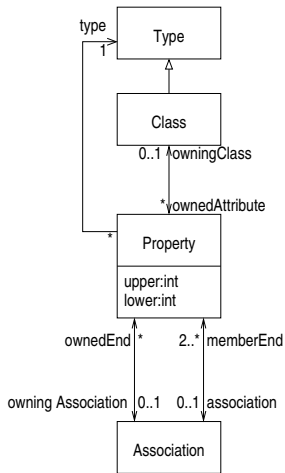 type
Type
1
Class
0..1 owningClass
* ownedAttribute
* Property
upper:int
lower:int
ownedEnd * 2..* memberEnd
owning Association 0..1 0..1 association
Association